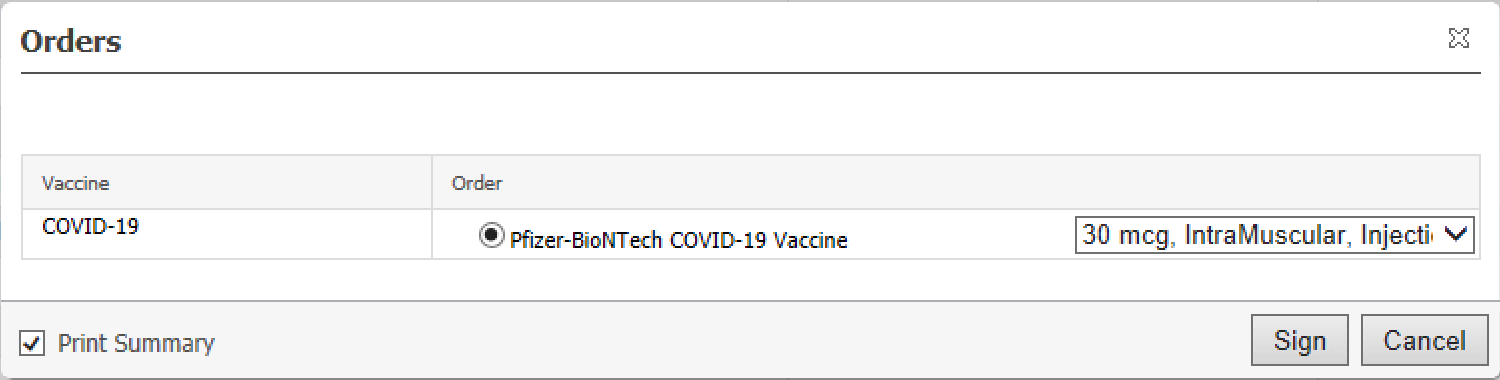 Orders
Vaccine Order
COVID-19 Pfizer-BioNTech COVID-19 Vaccine 30 mcg, IntraMuscular, Injecti
Print Summary Sign Cancel